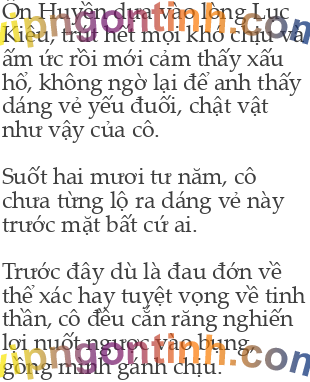 Ôn Huyền dựa vào lòng Lục
Kiêu, trút hết mọi khó chịu và
ấm ức rồi mới cảm thấy xấu
hổ, không ngờ lại để anh thấy
dáng vẻ yếu đuối, chật vật
như vậy của cô.
Suốt hai mươi tư năm, cô
chưa từng lộ ra dáng vẻ này
trước mặt bất cứ ai.
Trước đây dù là đau đớn về
thể xác hay tuyệt vọng về tinh
thần, cô đều cắn răng nghiến
lợi nuốt ngược vào bụng,
gồng mình gánh chịu.
vipngontinh.com
vipngontinh.com